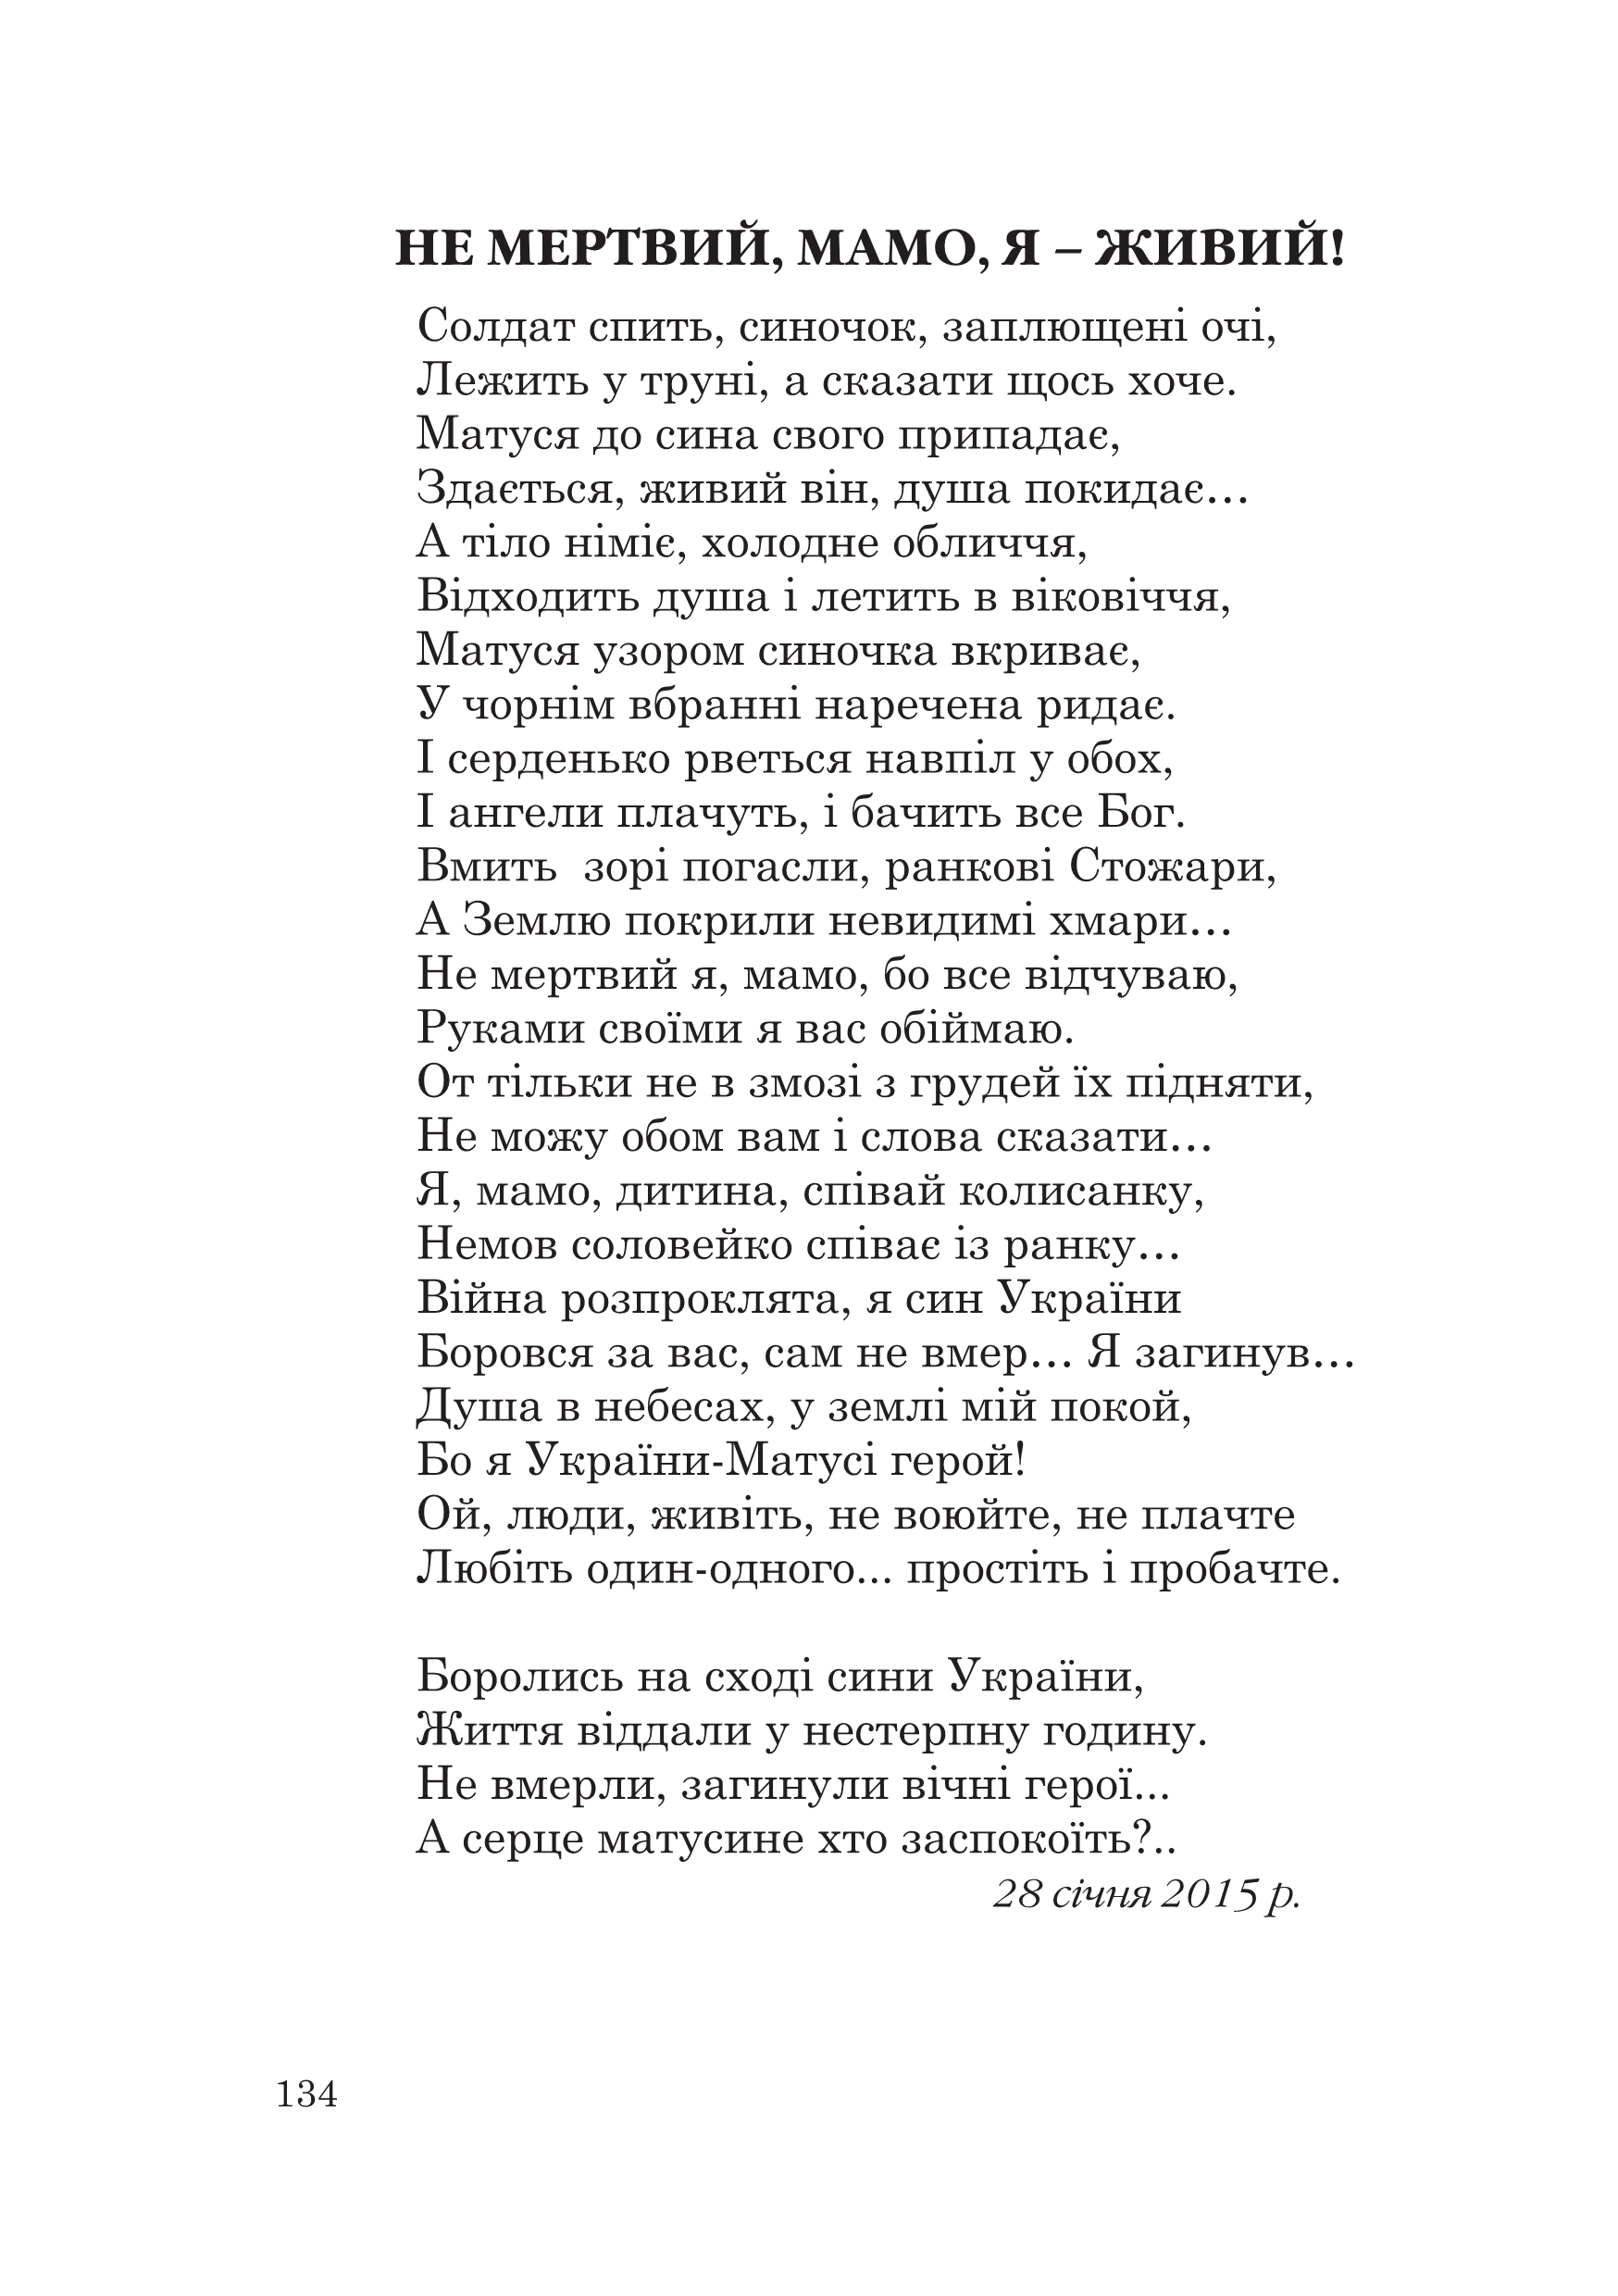 НЕ МЕРТВИЙ, МАМО, Я – ЖИВИЙ!
Солдат спить, синочок, заплющені очі,
Лежить у труні, а сказати щось хоче.
Матуся до сина свого припадає,
Здається, живий він, душа покидає…
А тіло німіє, холодне обличчя,
Відходить душа і летить в віковіччя,
Матуся узором синочка вкриває,
У чорнім вбранні наречена ридає.
І серденько рветься навпіл у обох,
І ангели плачуть, і бачить все Бог.
Вмить  зорі погасли, ранкові Стожари,
А Землю покрили невидимі хмари…
Не мертвий я, мамо, бо все відчуваю,
Руками своїми я вас обіймаю.
От тільки не в змозі з грудей їх підняти,
Не можу обом вам і слова сказати…
Я, мамо, дитина, співай колисанку,
Немов соловейко співає із ранку…
Війна розпроклята, я син України
Боровся за вас, сам не вмер… Я загинув…
Душа в небесах, у землі мій покой,
Бо я України-Матусі герой!
Ой, люди, живіть, не воюйте, не плачте
Любіть один-одного... простіть і пробачте.

Боролись на сході сини України,
Життя віддали у нестерпну годину.
Не вмерли, загинули вічні герої...
А серце матусине хто заспокоїть?..
28 січня 2015 р.
134